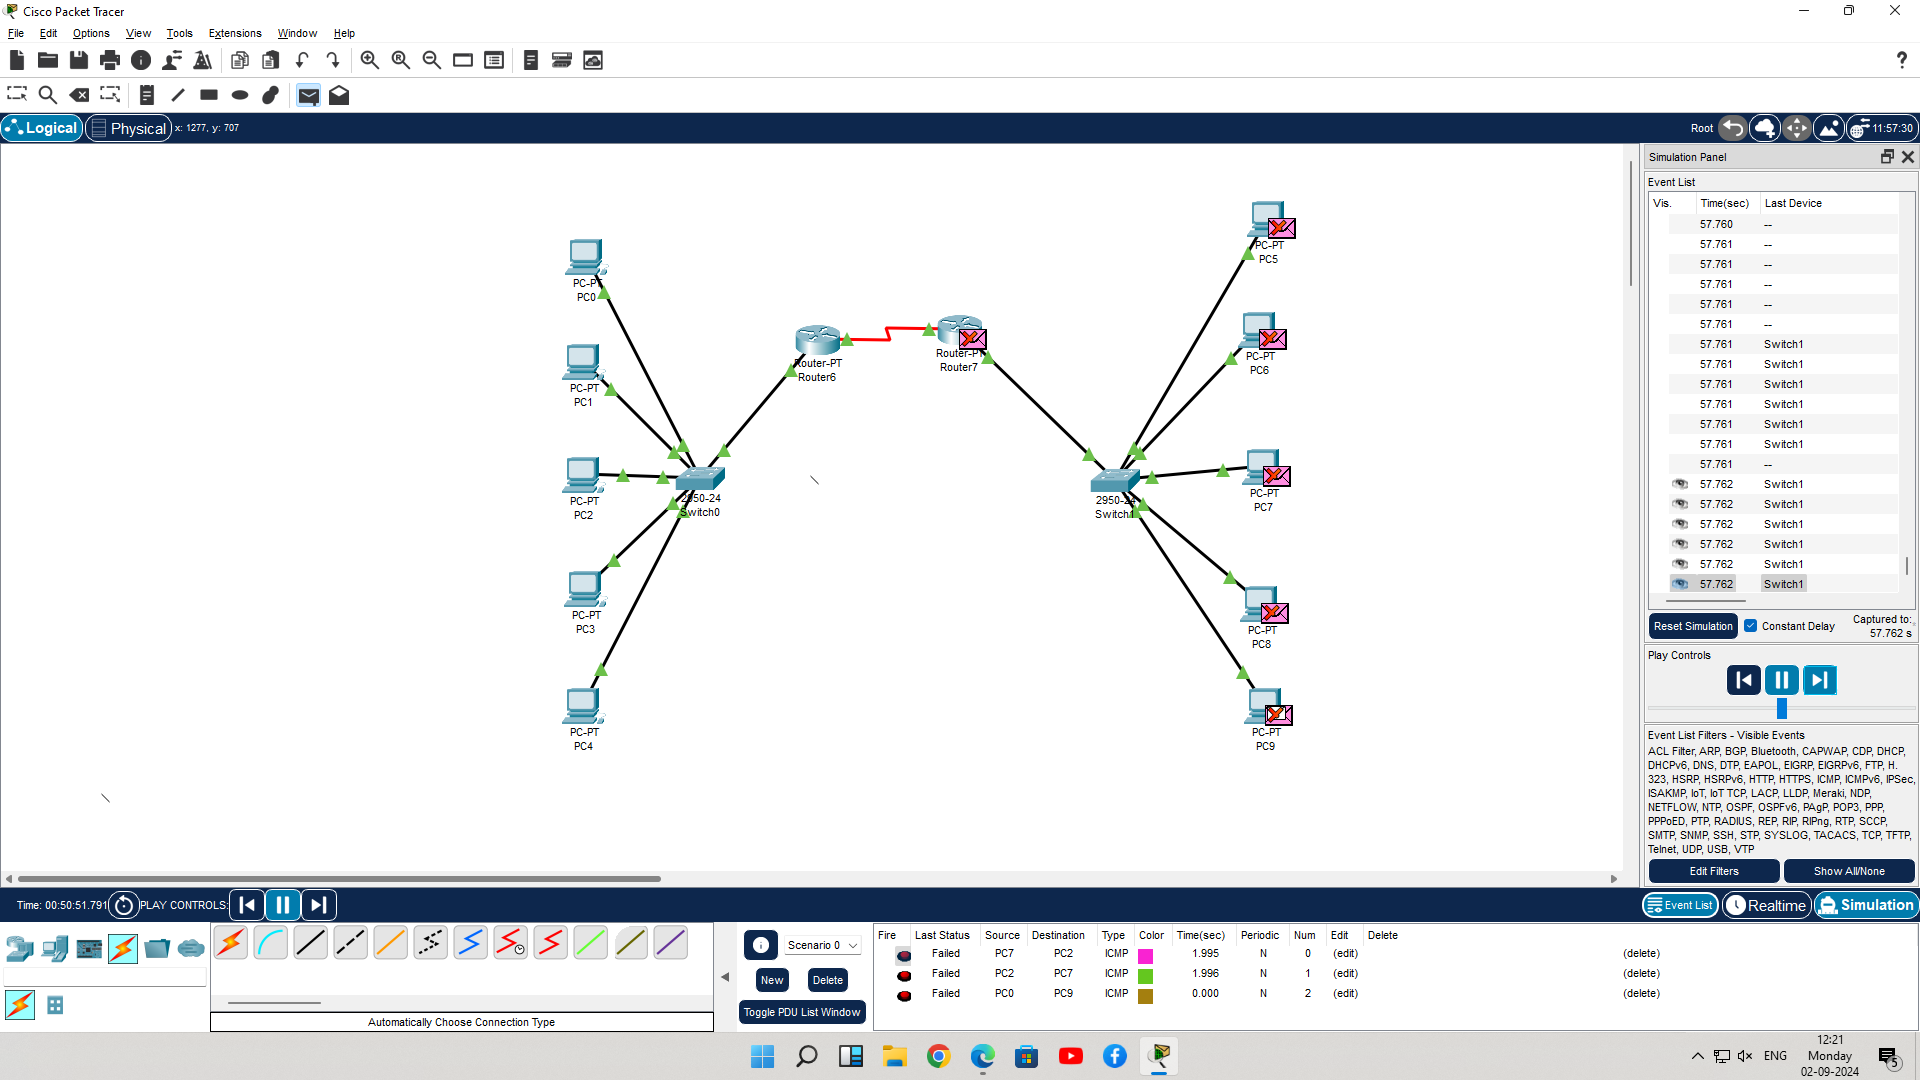 Cisco Packet Tracer
File Edit Options View Tools Extensions Window Help
Logical Physical x: 1277, y: 707 Root 11:57:30
PC-PT
PC0
PC-PT
PC1
PC-PT
PC2
PC-PT
PC3
PC-PT
PC4
2950-24
Switch0
Router-PT
Router6
Router-PT
Router7
2950-24
Switch1
PC-PT
PC5
PC-PT
PC6
PC-PT
PC7
PC-PT
PC8
PC-PT
PC9
Simulation Panel
Event List
Vis. Time(sec) Last Device
57.760 --
57.761 --
57.761 --
57.761 --
57.761 --
57.761 --
57.761 Switch1
57.761 Switch1
57.761 Switch1
57.761 Switch1
57.761 Switch1
57.761 Switch1
57.761 --
57.762 Switch1
57.762 Switch1
57.762 Switch1
57.762 Switch1
57.762 Switch1
57.762 Switch1
Reset Simulation Constant Delay Captured to:
57.762 s
Play Controls
Event List Filters - Visible Events
ACL Filter, ARP, BGP, Bluetooth, CAPWAP, CDP, DHCP,
DHCPv6, DNS, DTP, EAPOL, EIGRP, EIGRPv6, FTP, H.
323, HSRP, HSRPv6, HTTP, HTTPS, ICMP, ICMPv6, IPSec,
ISAKMP, IoT, IoT TCP, LACP, LLDP, Meraki, NDP,
NETFLOW, NTP, OSPF, OSPFv6, PAgP, POP3, PPP,
PPPoED, PTP, RADIUS, REP, RIP, RIPng, RTP, SCCP,
SMTP, SNMP, SSH, STP, SYSLOG, TACACS, TCP, TFTP,
Telnet, UDP, USB, VTP
Edit Filters Show All/None
Time: 00:50:51.791 PLAY CONTROLS: Event List Realtime Simulation
Automatically Choose Connection Type
Scenario 0
New Delete
Toggle PDU List Window
Fire Last Status Source Destination Type Color Time(sec) Periodic Num Edit Delete
Failed PC7 PC2 ICMP 1.995 N 0 (edit) (delete)
Failed PC2 PC7 ICMP 1.996 N 1 (edit) (delete)
Failed PC0 PC9 ICMP 0.000 N 2 (edit) (delete)
ENG
12:21
Monday
02-09-2024
5